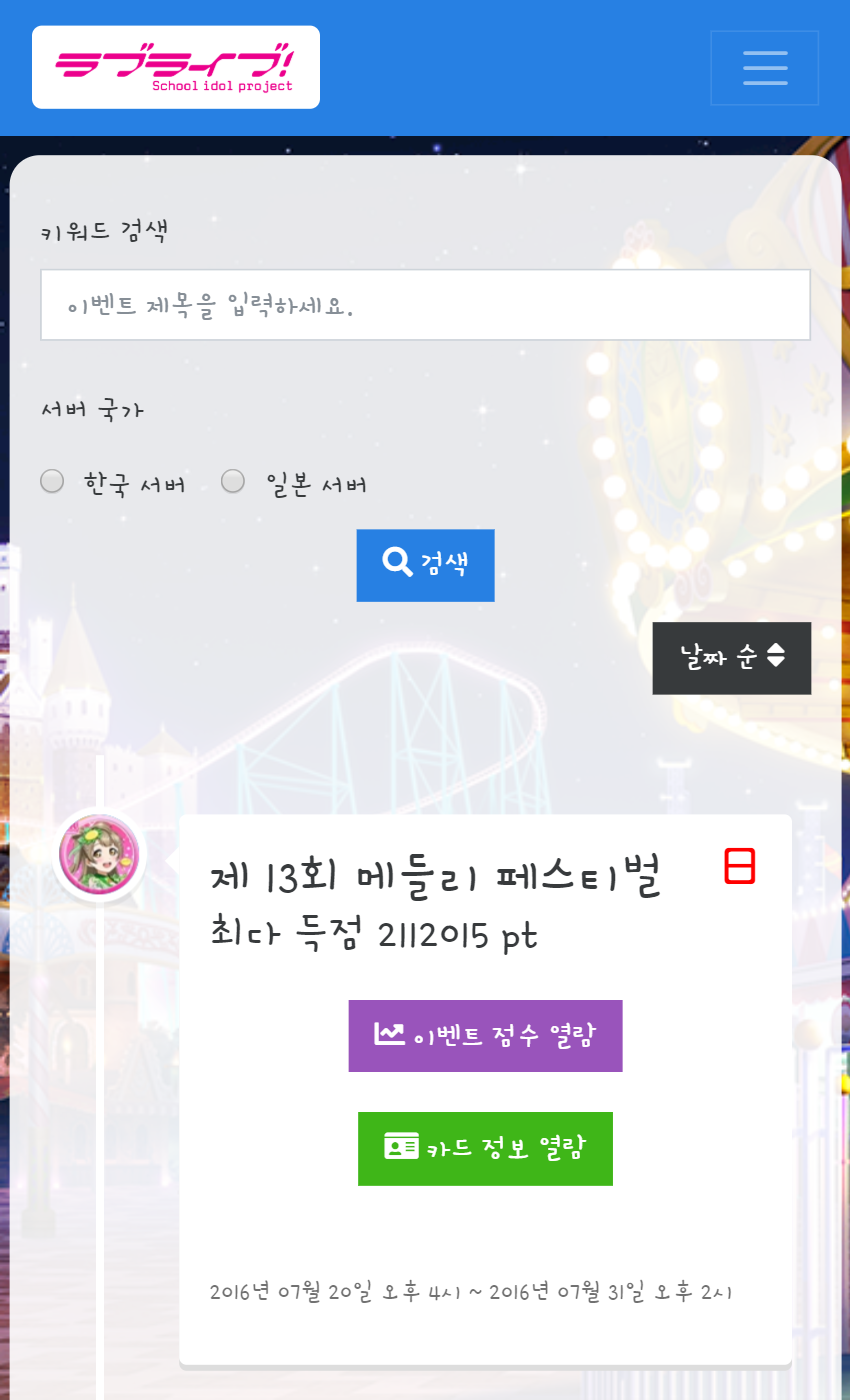 ラブライブ!
School idol project
키워드 검색
이벤트 제목을 입력하세요.
서버 국가
한국 서버 일본 서버
검색
날짜 순
제 13회 메들리 페스티벌
日
최다 득점 2112015 pt
이벤트 점수 열람
카드 정보 열람
2016년 07월 20일 오후 4시 ~ 2016년 07월 31일 오후 2시